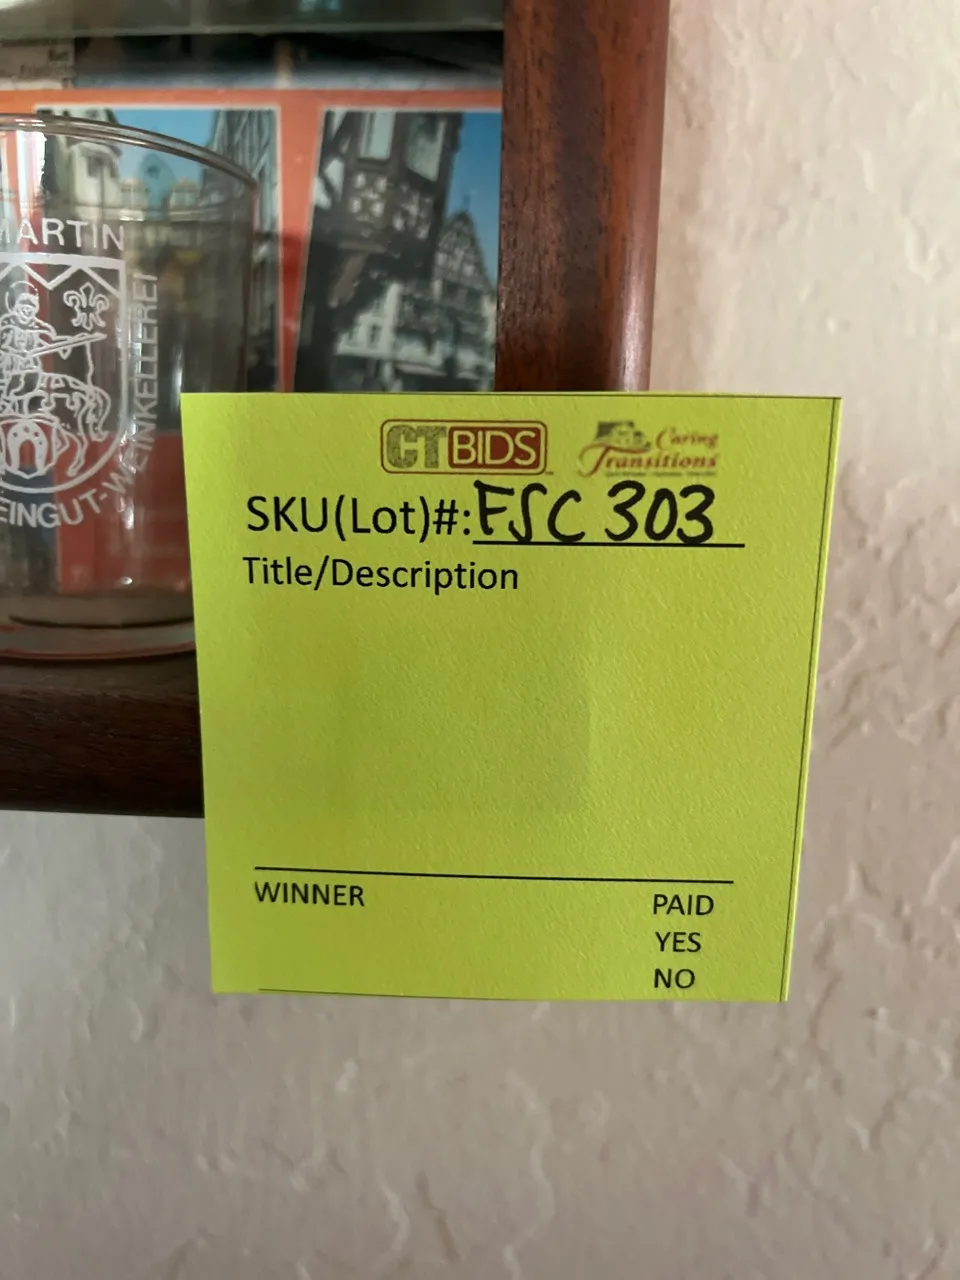 MARTIN
WEINKELLEREI
EINGUT-
CTBIDS
Caring
Transitions
SKU(Lot)#: FSC 303
Title/Description
WINNER
PAID
YES
NO